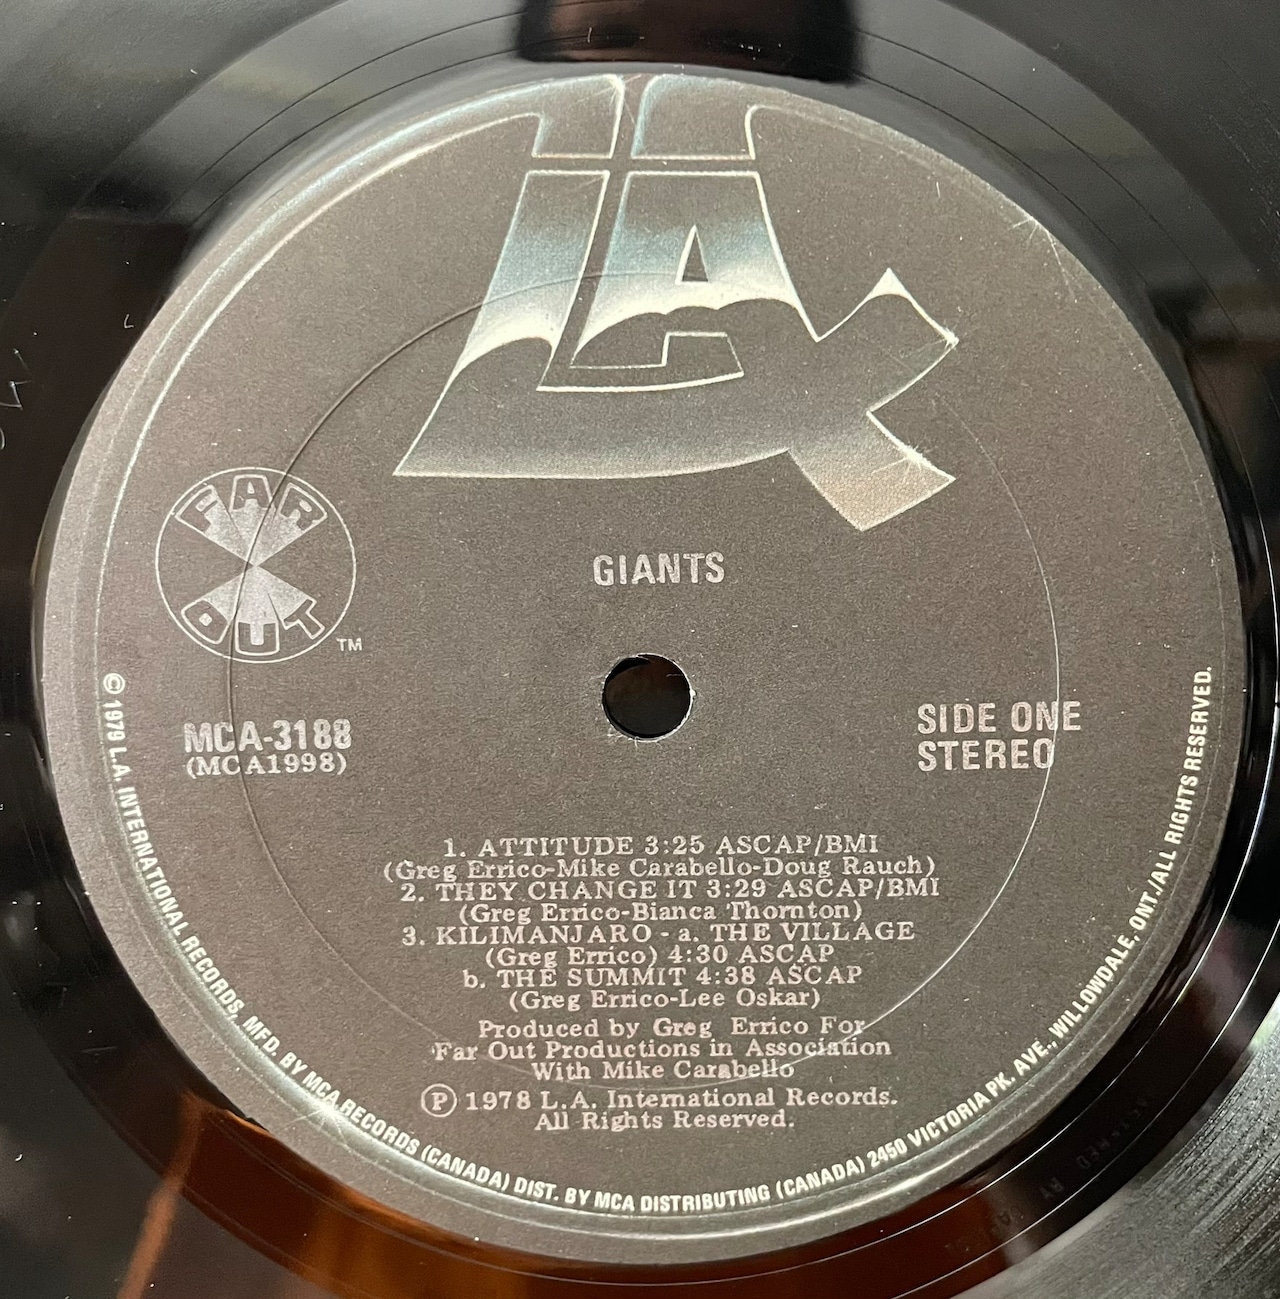 LAX
FAR
OUT
TM
GIANTS
MCA-3188
(MCA1998)
SIDE ONE
STEREO
1. ATTITUDE 3:25 ASCAP/BMI
(Greg Errico-Mike Carabello-Doug Rauch)
2. THEY CHANGE IT 3:29 ASCAP/BMI
(Greg Errico-Bianca Thornton)
3. KILIMANJARO - a. THE VILLAGE
(Greg Errico) 4:30 ASCAP
b. THE SUMMIT 4:38 ASCAP
(Greg Errico-Lee Oskar)
Produced by Greg Errico For
Far Out Productions in Association
With Mike Carabello
Ⓟ 1978 L.A. International Records.
All Rights Reserved.
© 1979 L.A. INTERNATIONAL RECORDS, MFD. BY MCA RECORDS (CANADA) DIST. BY MCA DISTRIBUTING (CANADA) 2450 VICTORIA PK. AVE., WILLOWDALE, ONT./ALL RIGHTS RESERVED.